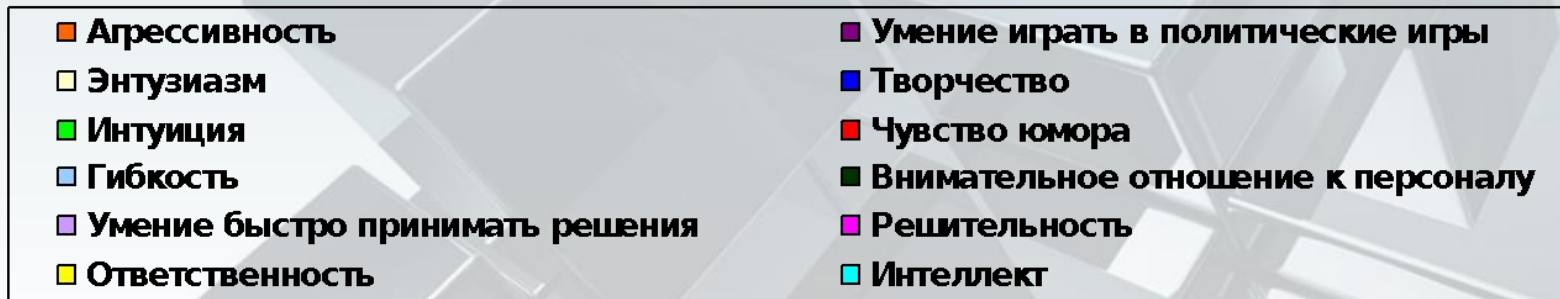 Агрессивность
Энтузиазм
Интуиция
Гибкость
Умение быстро принимать решения
Ответственность
Умение играть в политические игры
Творчество
Чувство юмора
Внимательное отношение к персоналу
Решительность
Интеллект